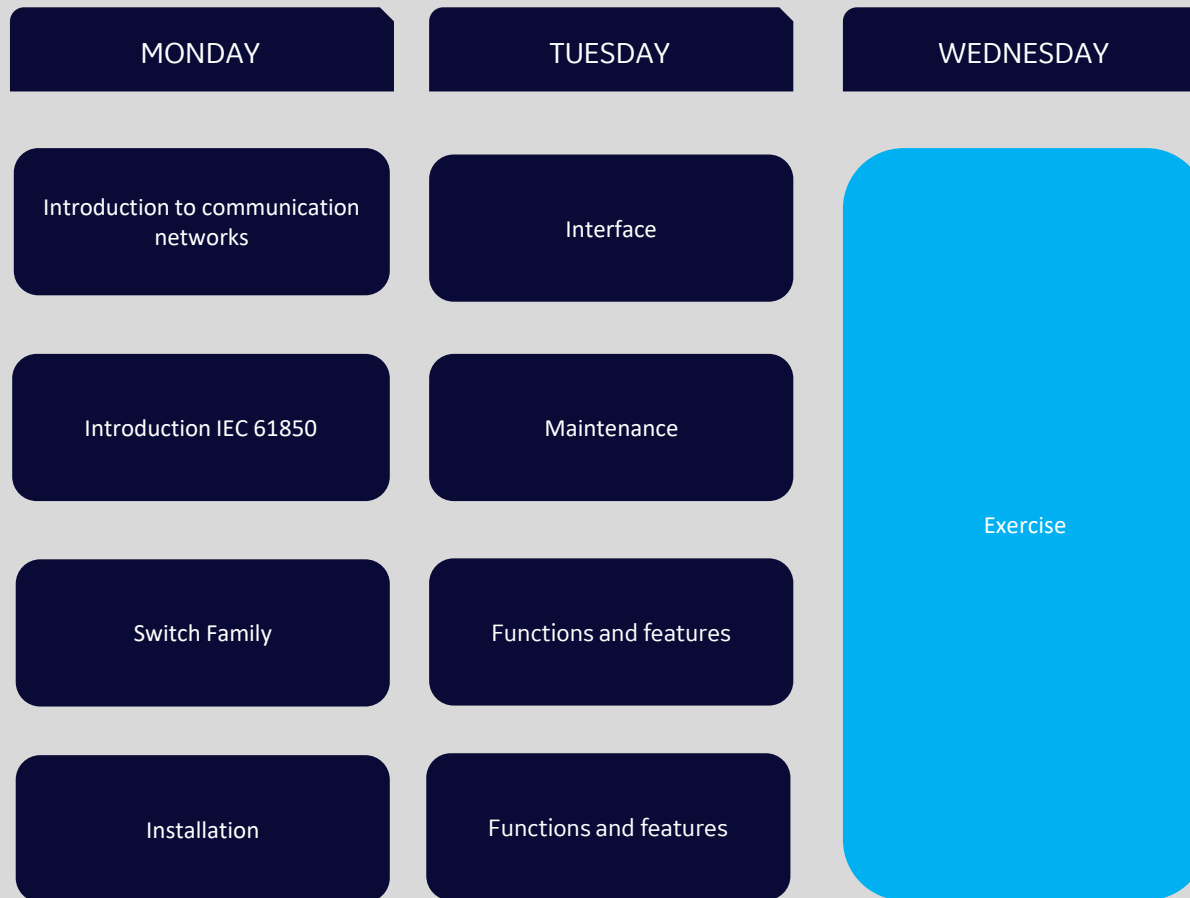 MONDAY
TUESDAY
WEDNESDAY
Introduction to communication
networks
Interface
Introduction IEC 61850
Maintenance
Exercise
Switch Family
Functions and features
Installation
Functions and features